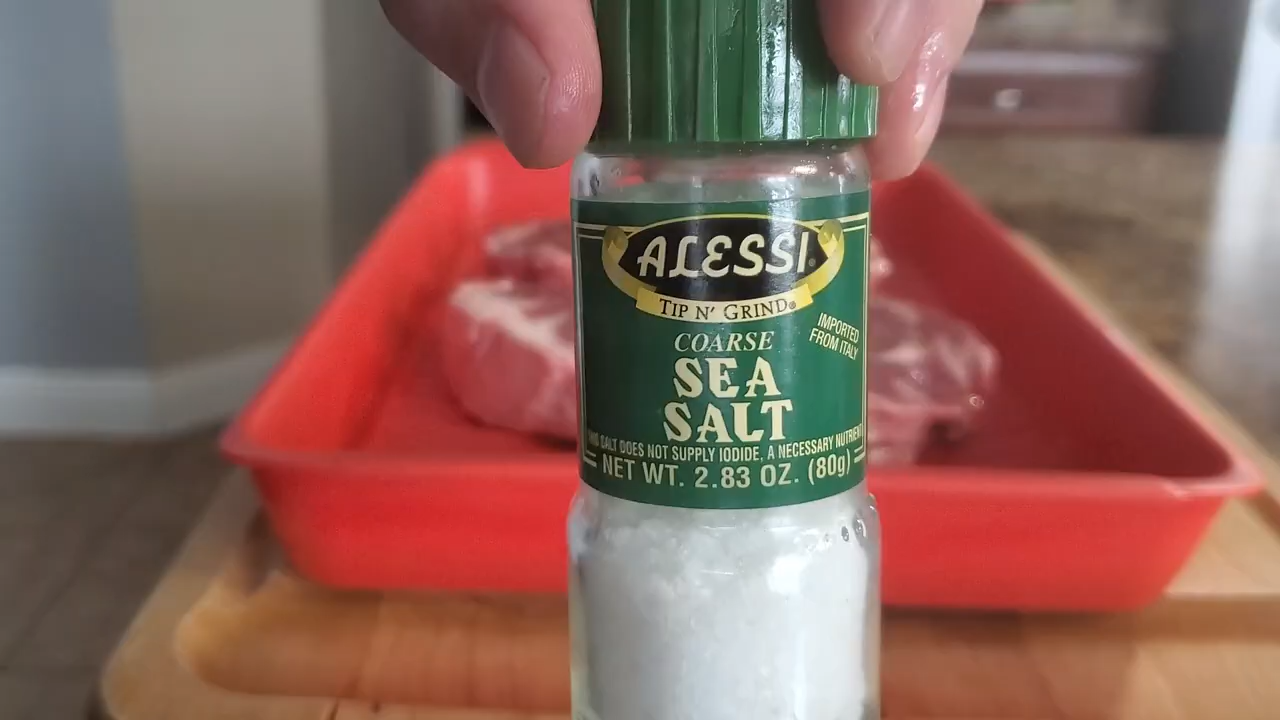 ALESSI®
TIP N' GRIND®
IMPORTED
FROM ITALY
COARSE
SEA
SALT
THIS SALT DOES NOT SUPPLY IODIDE, A NECESSARY NUTRIENT
NET WT. 2.83 OZ. (80g)